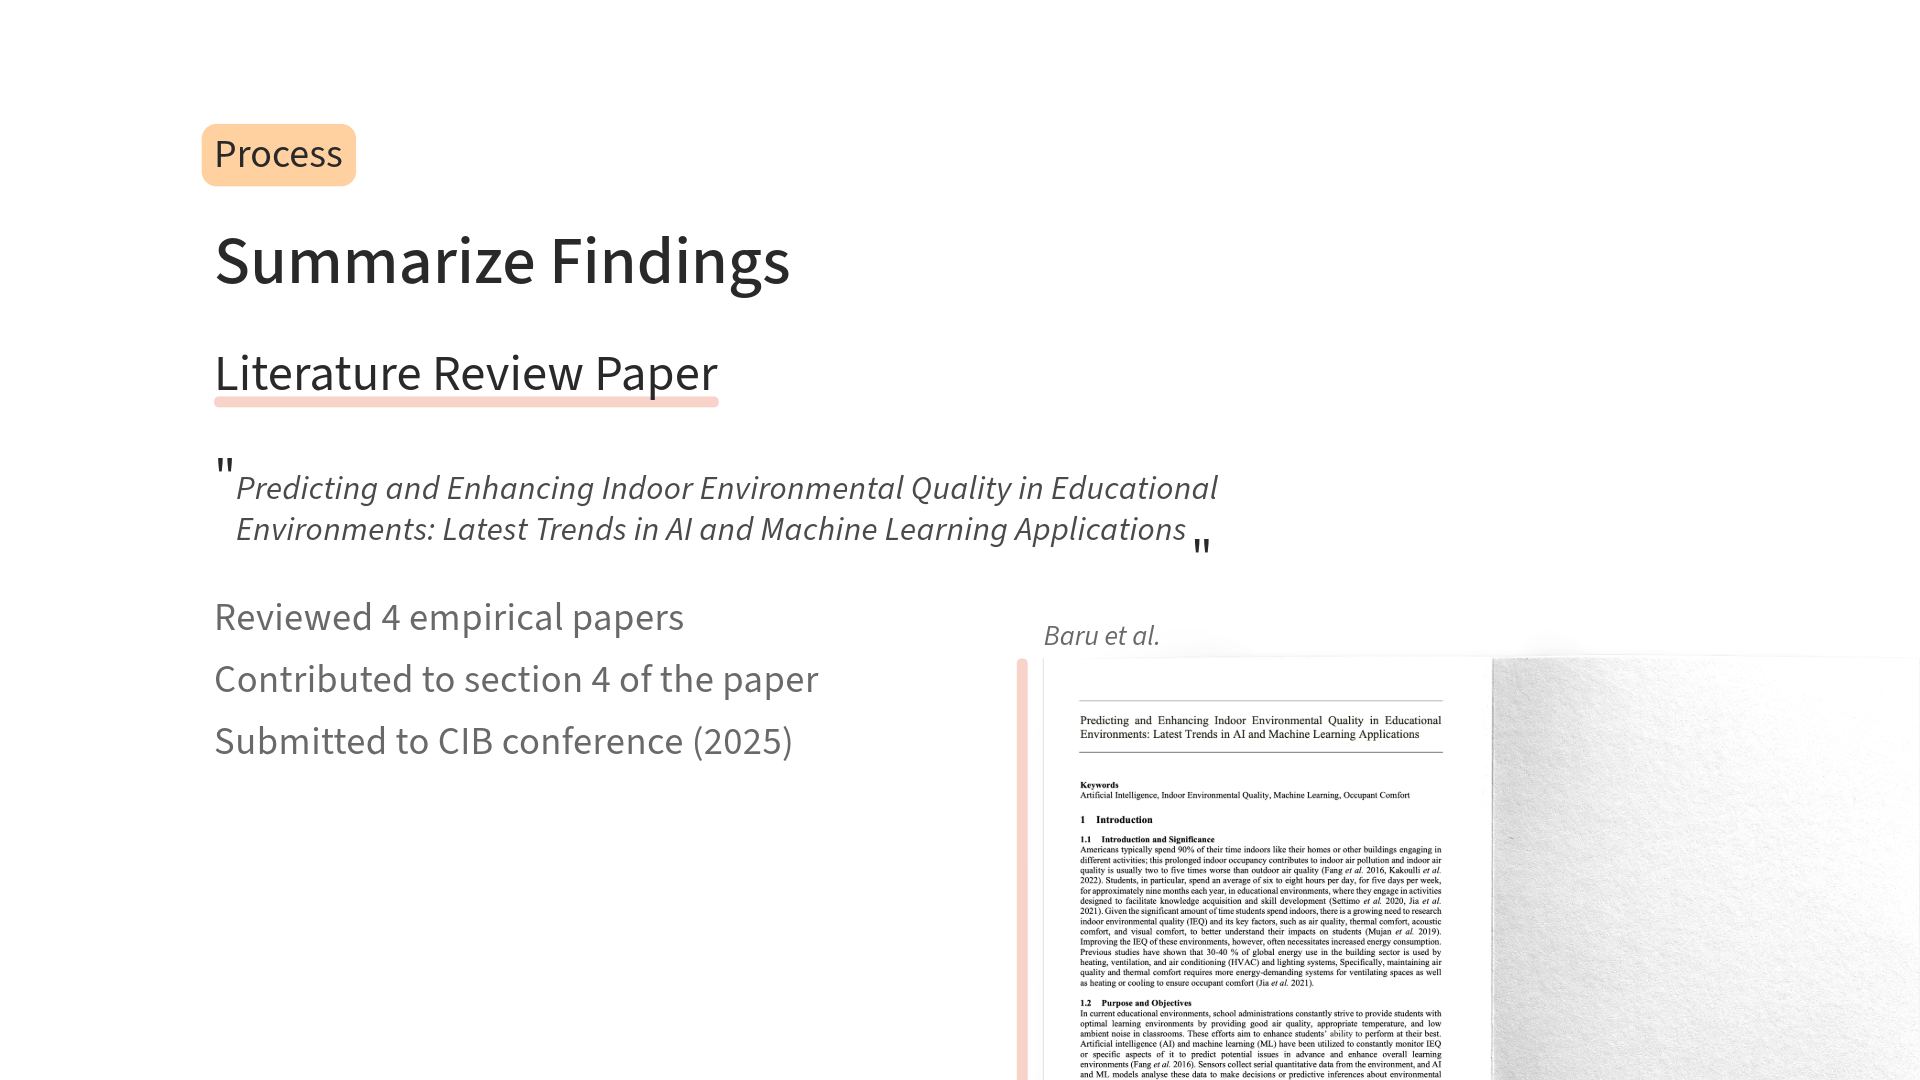 Process
Summarize Findings
Literature Review Paper
"Predicting and Enhancing Indoor Environmental Quality in Educational
Environments: Latest Trends in AI and Machine Learning Applications"
Reviewed 4 empirical papers
Contributed to section 4 of the paper
Submitted to CIB conference (2025)
Baru et al.
Predicting and Enhancing Indoor Environmental Quality in Educational
Environments: Latest Trends in AI and Machine Learning Applications
Keywords
Artificial Intelligence, Indoor Environmental Quality, Machine Learning, Occupant Comfort
1 Introduction
1.1 Introduction and Significance
Americans typically spend 90% of their time indoors like their homes or other buildings engaging in
different activities; this prolonged indoor occupancy contributes to indoor air pollution and indoor air
quality is usually two to five times worse than outdoor air quality (Fang et al. 2016, Kakoulli et al.
2022). Students, in particular, spend an average of six to eight hours per day, for five days per week,
for approximately nine months each year, in educational environments, where they engage in activities
designed to facilitate knowledge acquisition and skill development (Settimo et al. 2020, Jia et al.
2021). Given the significant amount of time students spend indoors, there is a growing need to research
indoor environmental quality (IEQ) and its key factors, such as air quality, thermal comfort, acoustic
comfort, and visual comfort, to better understand their impacts on students (Mujan et al. 2019).
Improving the IEQ of these environments, however, often necessitates increased energy consumption.
Previous studies have shown that 30-40 % of global energy use in the building sector is used by
heating, ventilation, and air conditioning (HVAC) and lighting systems, Specifically, maintaining air
quality and thermal comfort requires more energy-demanding systems for ventilating spaces as well
as heating or cooling to ensure occupant comfort (Jia et al. 2021).
1.2 Purpose and Objectives
In current educational environments, school administrations constantly strive to provide students with
optimal learning environments by providing good air quality, appropriate temperature, and low
ambient noise in classrooms. These efforts aim to enhance students' ability to perform at their best.
Artificial intelligence (AI) and machine learning (ML) have been utilized to constantly monitor IEQ
or specific aspects of it to predict potential issues in advance and enhance overall learning
environments (Fang et al. 2016). Sensors collect serial quantitative data from the environment, and AI
and ML models analyse these data to make decisions or predictive inferences about environmental